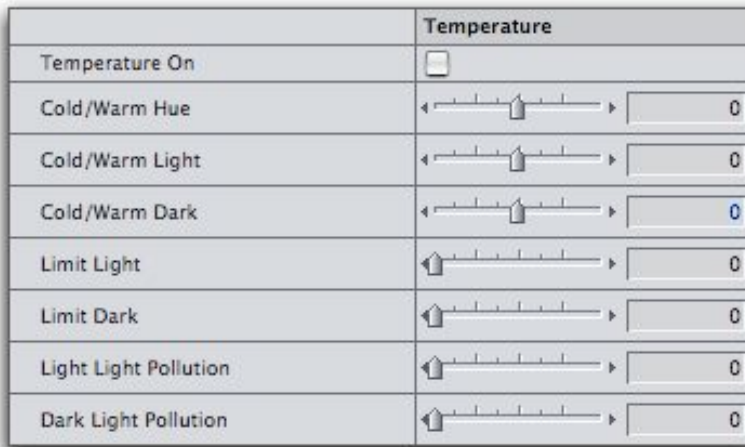 Temperature
Temperature On
Cold/Warm Hue 0
Cold/Warm Light 0
Cold/Warm Dark 0
Limit Light 0
Limit Dark 0
Light Light Pollution 0
Dark Light Pollution 0